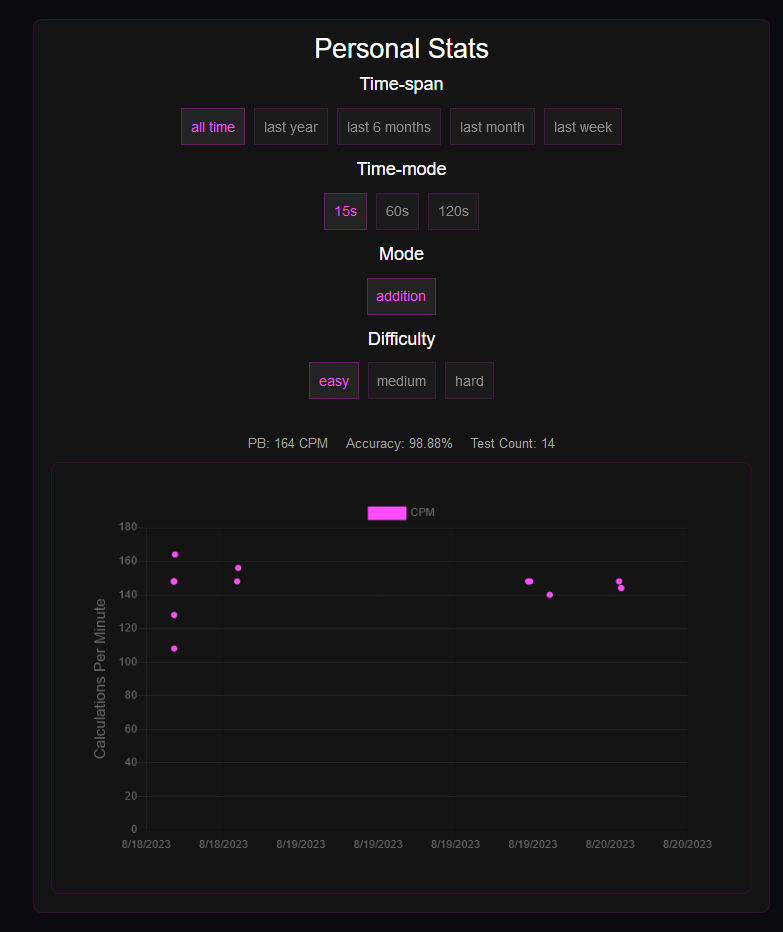 Personal Stats
Time-span
all time last year last 6 months last month last week
Time-mode
15s 60s 120s
Mode
addition
Difficulty
easy medium hard
PB: 164 CPM Accuracy: 98.88% Test Count: 14
CPM
Calculations Per Minute
180
160
140
120
100
80
60
40
20
0
8/18/2023 8/18/2023 8/19/2023 8/19/2023 8/19/2023 8/19/2023 8/20/2023 8/20/2023